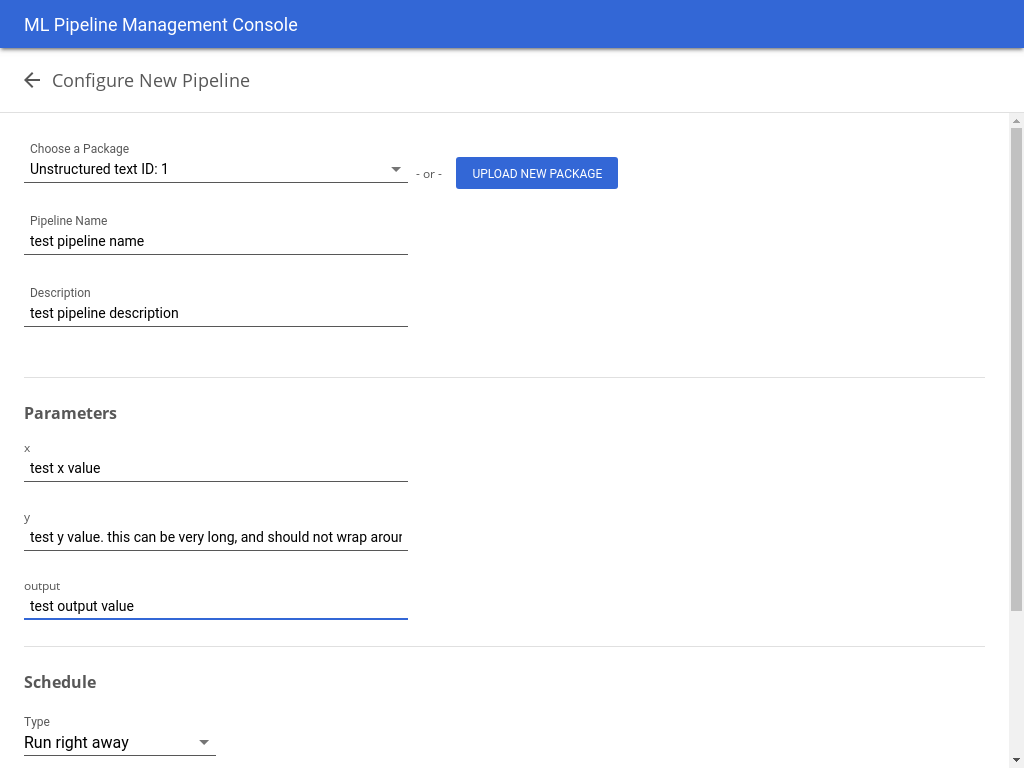 ML Pipeline Management Console
Configure New Pipeline
Choose a Package
Unstructured text ID: 1
- or -
UPLOAD NEW PACKAGE
Pipeline Name
test pipeline name
Description
test pipeline description
Parameters
x
test x value
y
test y value. this can be very long, and should not wrap
output
test output value
Schedule
Type
Run right away